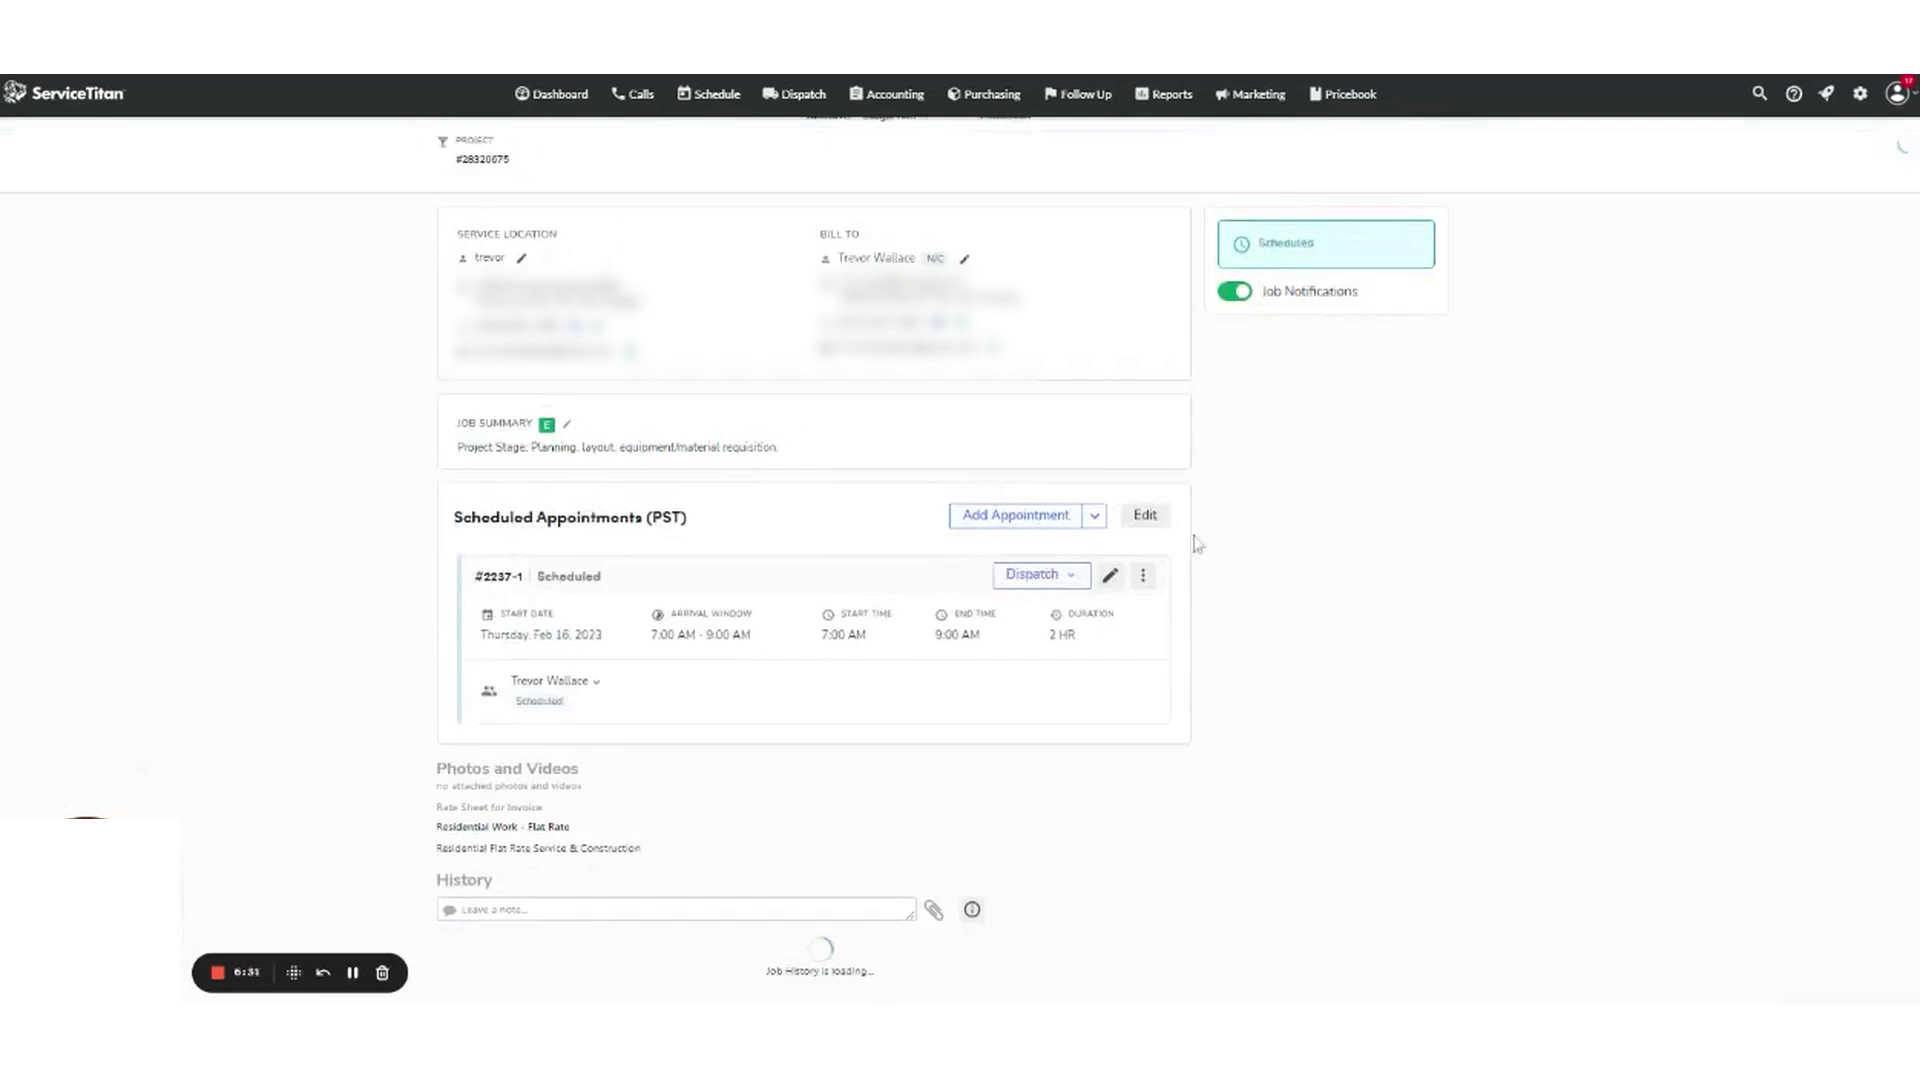 ServiceTitan
Dashboard Calls Schedule Dispatch Accounting Purchasing Follow Up Reports Marketing Pricebook
17
PROJECT
#28320675
SERVICE LOCATION
trevor
BILL TO
Trevor Wallace N/C
Scheduled
Job Notifications
JOB SUMMARY E
Project Stage: Planning, layout, equipment/material requisition.
Scheduled Appointments (PST)
Add Appointment
Edit
#2237-1 Scheduled
Dispatch
START DATE ARRIVAL WINDOW START TIME END TIME DURATION
Thursday, Feb 16, 2023 7:00 AM - 9:00 AM 7:00 AM 9:00 AM 2 HR
Trevor Wallace
Scheduled
Photos and Videos
no attached photos and videos
Rate Sheet for Invoice
Residential Work - Flat Rate
Residential Flat Rate Service & Construction
History
Leave a note...
Job History is loading...
6:31